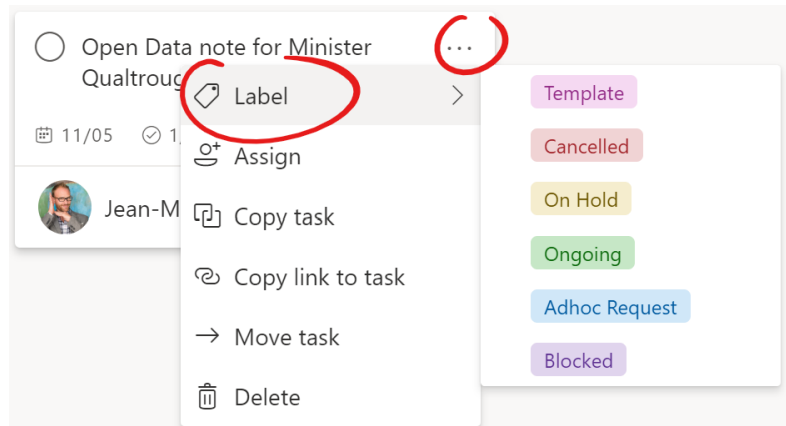 Open Data note for Minister
...
Label
Assign
Copy task
Copy link to task
Move task
Delete
11/05
Jean-M
Template
Cancelled
On Hold
Ongoing
Adhoc Request
Blocked